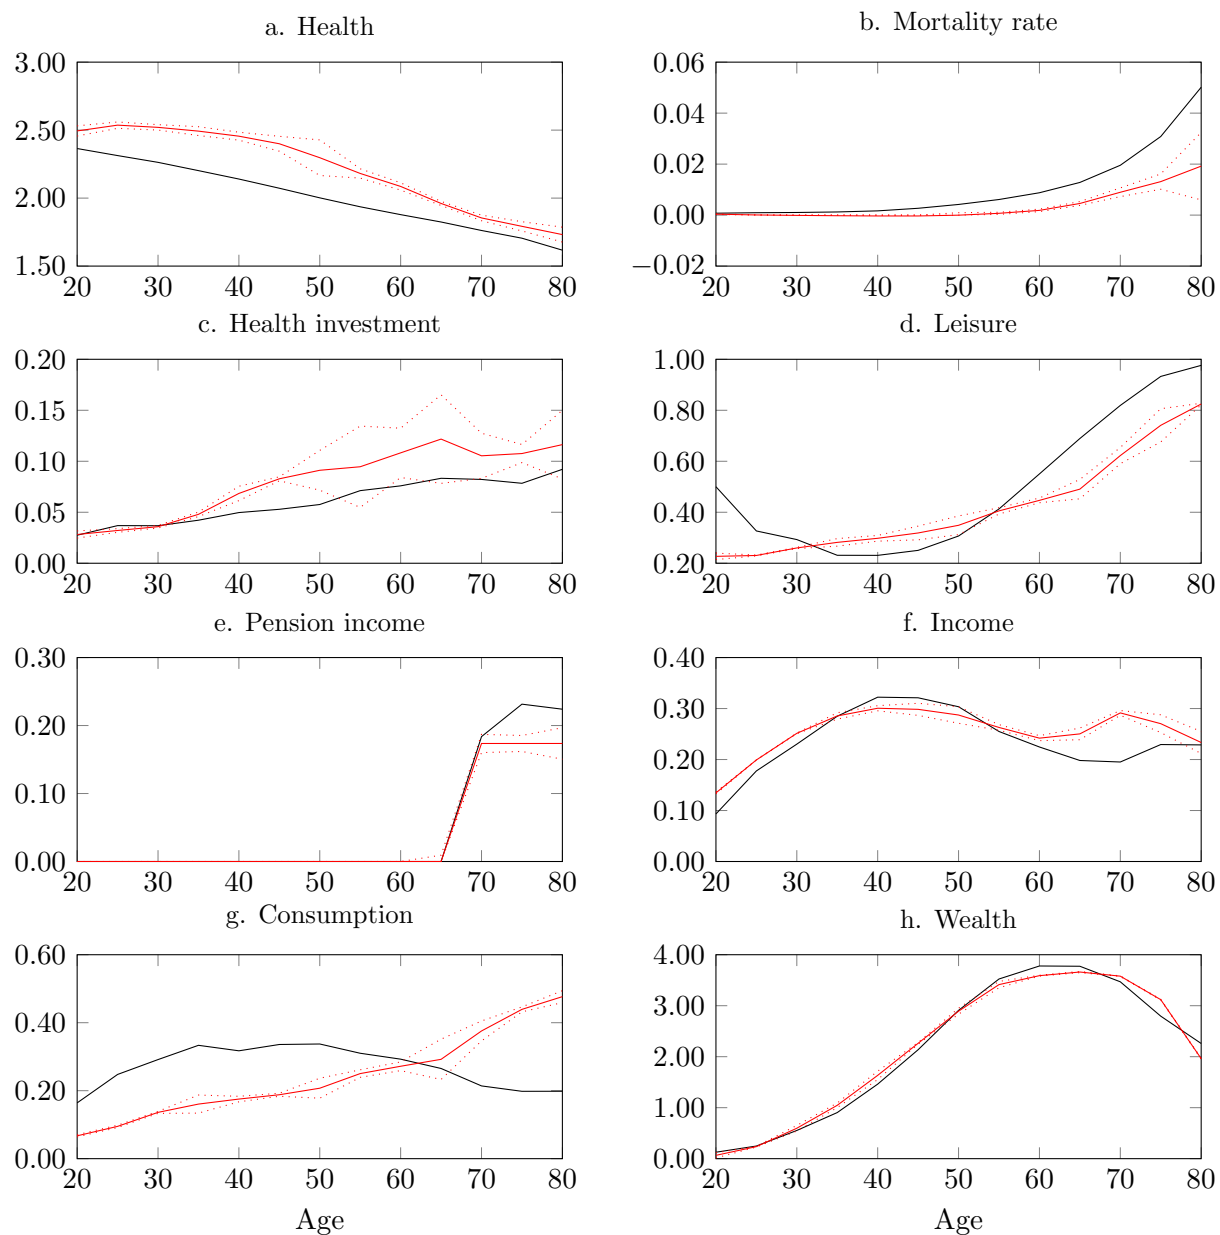 a. Health
3.00
2.50
2.00
1.50
20 30 40 50 60 70 80
b. Mortality rate
0.06
0.04
0.02
0.00
−0.02
20 30 40 50 60 70 80
c. Health investment
0.20
0.15
0.10
0.05
0.00
20 30 40 50 60 70 80
d. Leisure
1.00
0.80
0.60
0.40
0.20
20 30 40 50 60 70 80
e. Pension income
0.30
0.20
0.10
0.00
20 30 40 50 60 70 80
f. Income
0.40
0.30
0.20
0.10
0.00
20 30 40 50 60 70 80
g. Consumption
0.60
0.40
0.20
0.00
20 30 40 50 60 70 80
Age
h. Wealth
4.00
3.00
2.00
1.00
0.00
20 30 40 50 60 70 80
Age